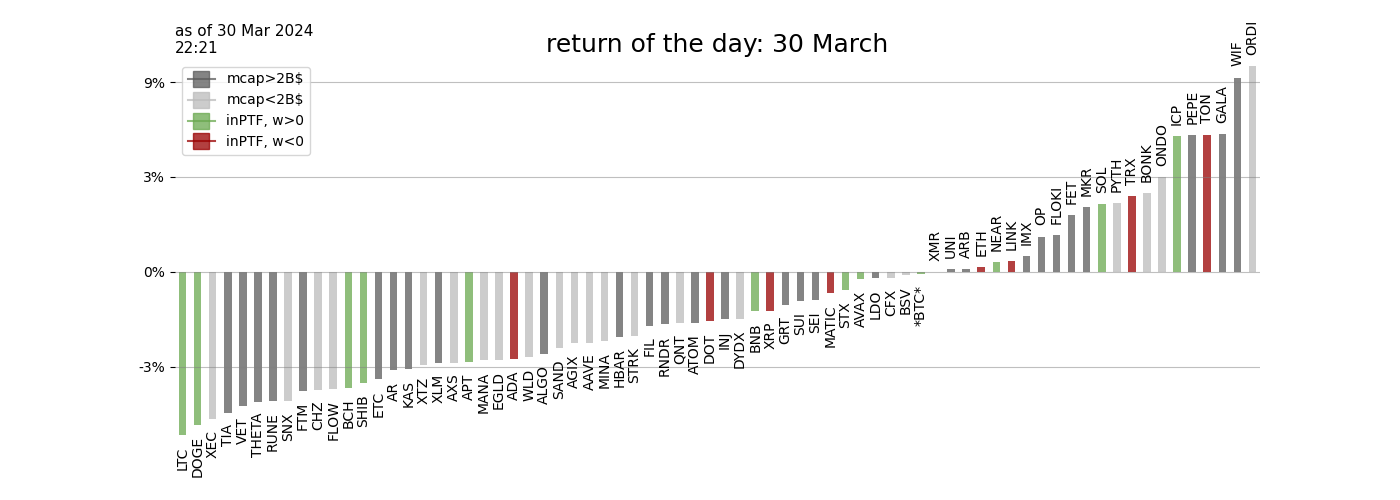 as of 30 Mar 2024
22:21
return of the day: 30 March
mcap>2B$
mcap<2B$
inPTF, w>0
inPTF, w<0
9%
3%
0%
-3%
LTC
DOGE
XEC
TIA
VET
THETA
RUNE
SNX
FTM
CHZ
FLOW
BCH
SHIB
ETC
AR
KAS
XTZ
XLM
AXS
APT
MANA
EGLD
ADA
WLD
ALGO
SAND
AGIX
AAVE
MINA
HBAR
STRK
FIL
RNDR
QNT
ATOM
DOT
INJ
DYDX
BNB
XRP
GRT
SUI
SEI
MATIC
STX
AVAX
LDO
CFX
BSV
*BTC*
XMR
UNI
ARB
ETH
NEAR
LINK
IMX
OP
FLOKI
FET
MKR
SOL
PYTH
TRX
BONK
ONDO
ICP
PEPE
TON
GALA
WIF
ORDI